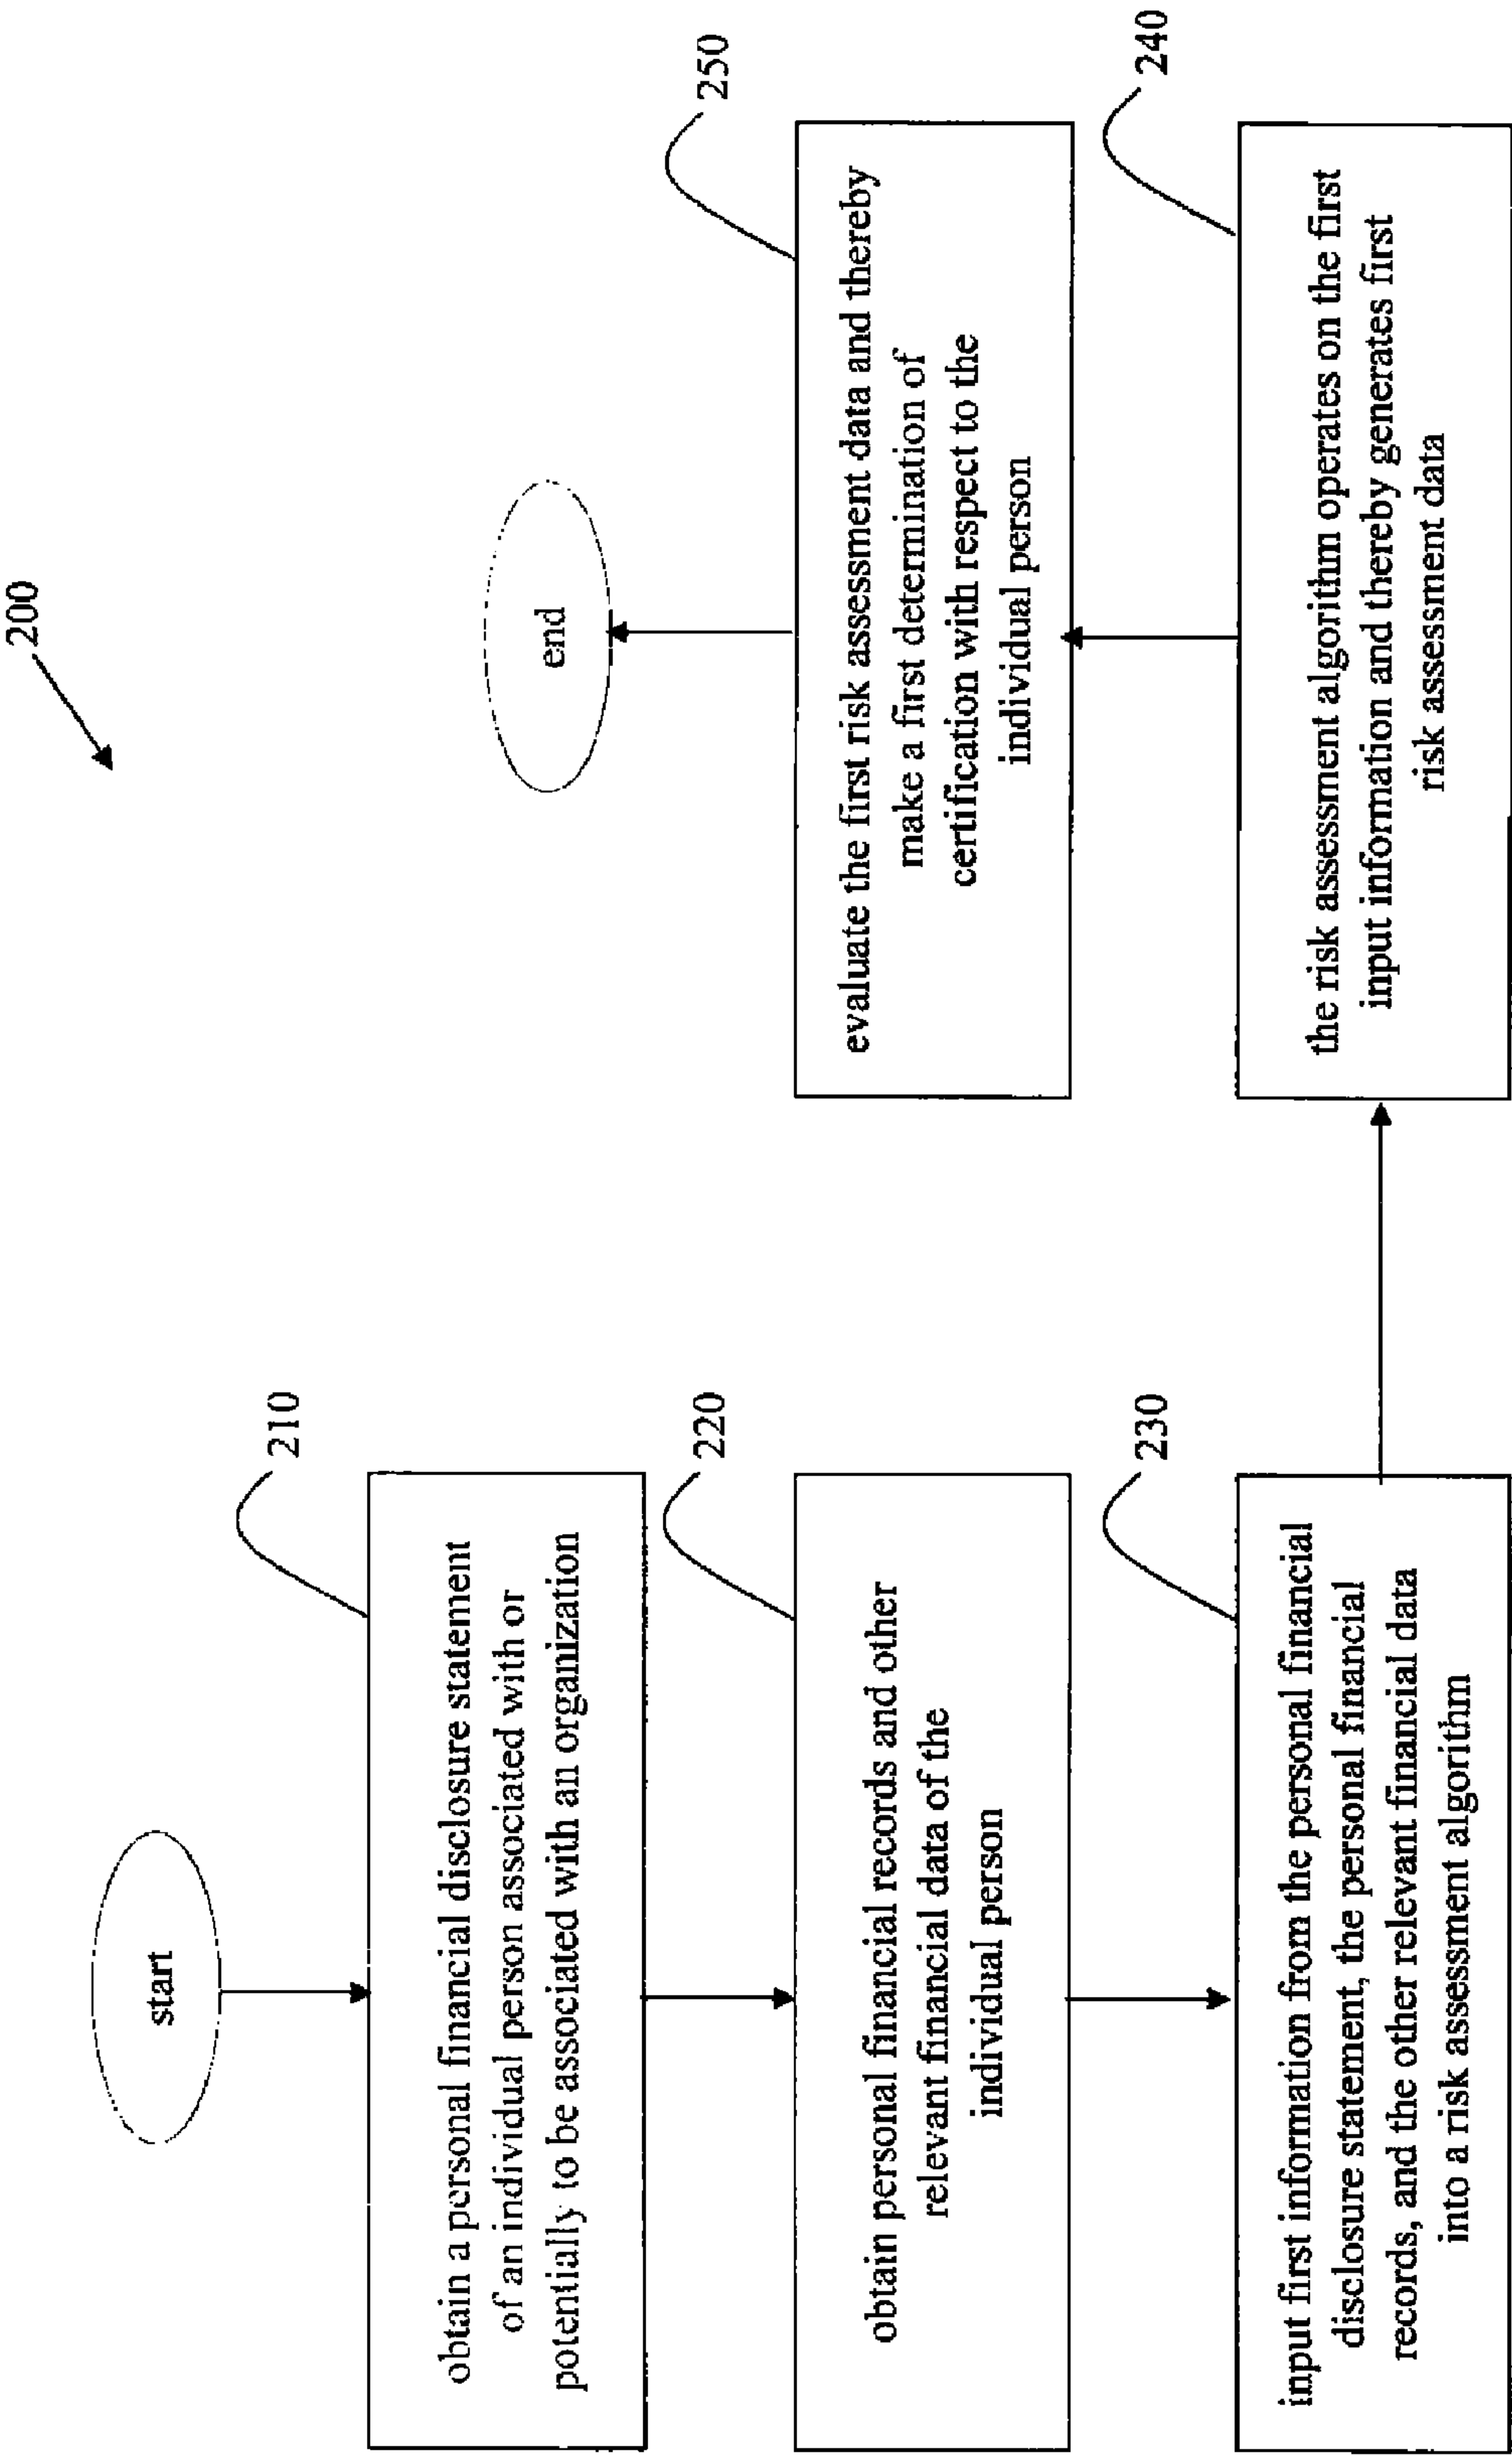 200
start
210
obtain a personal financial disclosure statement
of an individual person associated with or
potentially to be associated with an organization
220
obtain personal financial records and other
relevant financial data of the
individual person
230
input first information from the personal financial
disclosure statement, the personal financial
records, and the other relevant financial data
into a risk assessment algorithm
240
the risk assessment algorithm operates on the first
input information and thereby generates first
risk assessment data
250
evaluate the first risk assessment data and thereby
make a first determination of
certification with respect to the
individual person
end